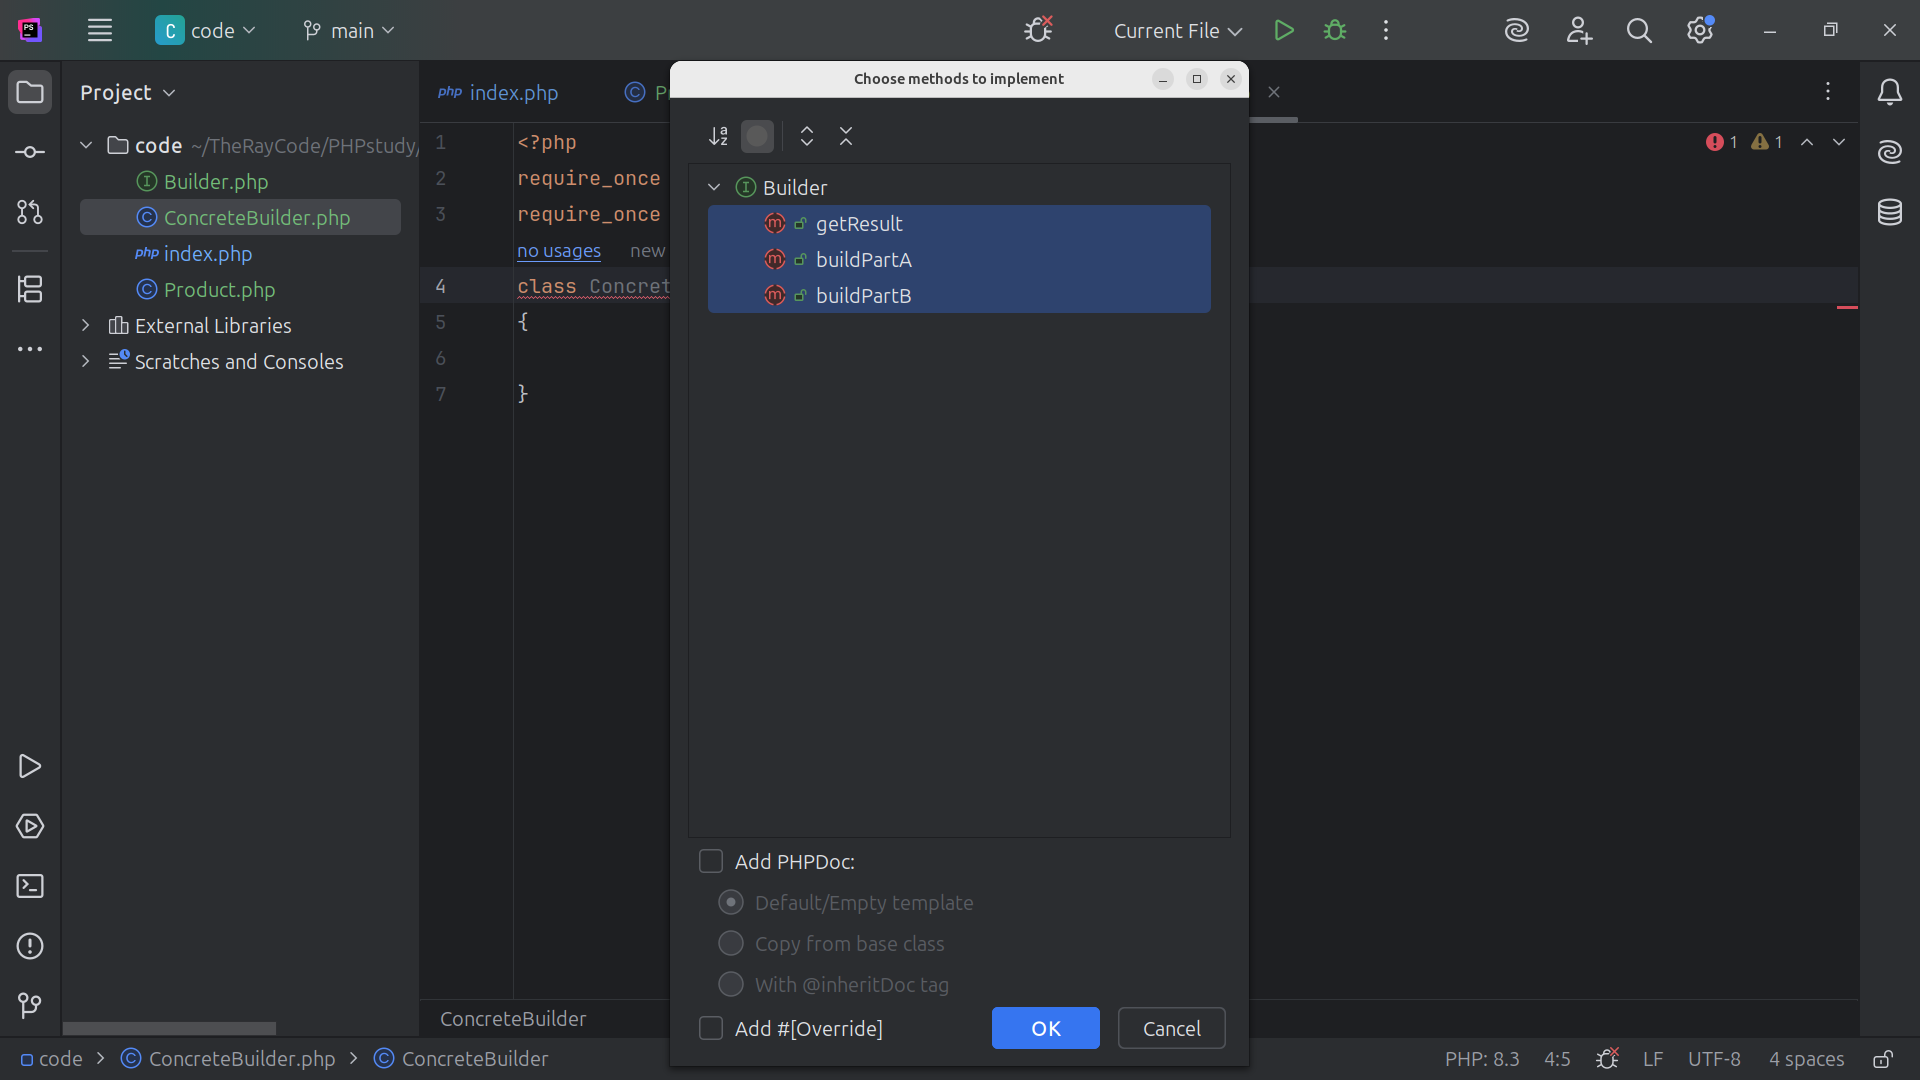 PS
C code
main
Current File
Project
php index.php
C P
Choose methods to implement
code ~/TheRayCode/PHPstudy/
I Builder.php
C ConcreteBuilder.php
php index.php
C Product.php
External Libraries
Scratches and Consoles
1 <?php
2 require_once
3 require_once
no usages new
4 class Concret
5 {
6
7 }
1 1
a
z
I Builder
m getResult
m buildPartA
m buildPartB
Add PHPDoc:
Default/Empty template
Copy from base class
With @inheritDoc tag
Add #[Override]
OK
Cancel
ConcreteBuilder
code > C ConcreteBuilder.php > C ConcreteBuilder
PHP: 8.3 4:5 LF UTF-8 4 spaces